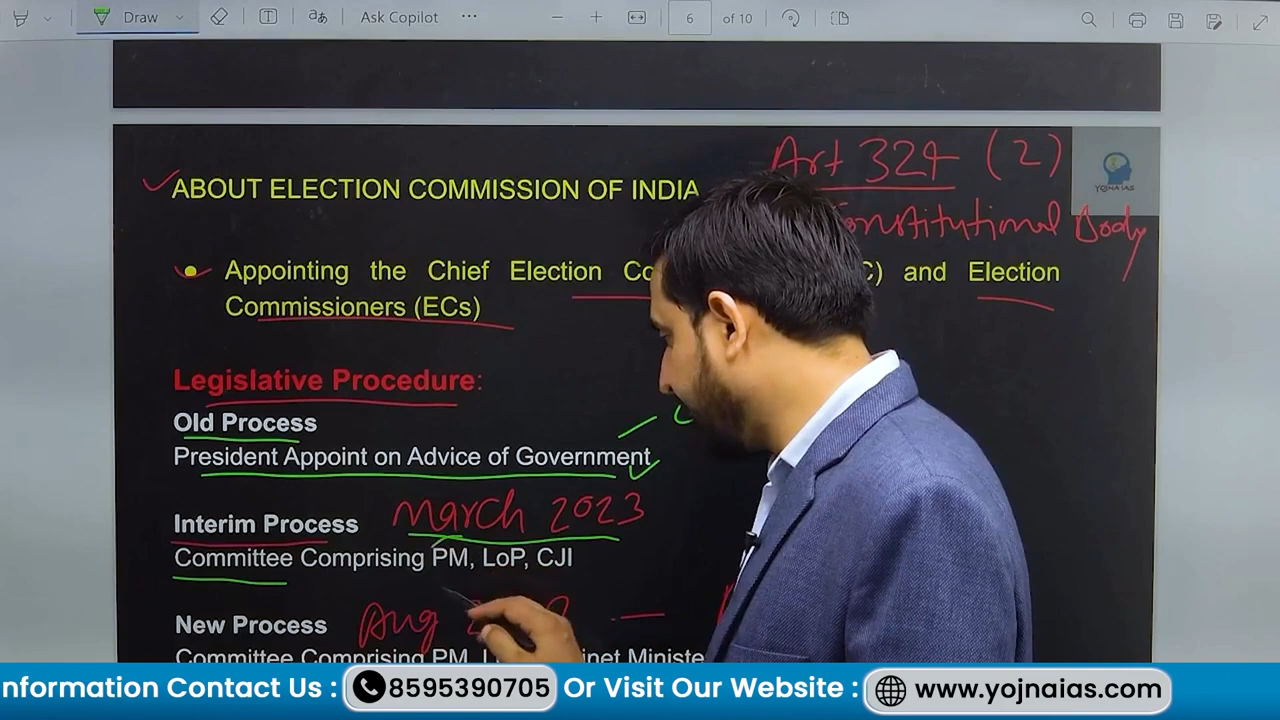 Draw
Ask Copilot
6 of 10
Art 324 (2)
YOJNA IAS
ABOUT ELECTION COMMISSION OF INDIA
Constitutional Body
Appointing the Chief Election and Election
Commissioners (ECs)
Legislative Procedure:
Old Process
President Appoint on Advice of Government
Interim Process March 2023
Committee Comprising PM, LoP, CJI
New Process Aug
Committee Comprising PM,
nformation Contact Us : 8595390705 Or Visit Our Website : www.yojnaias.com